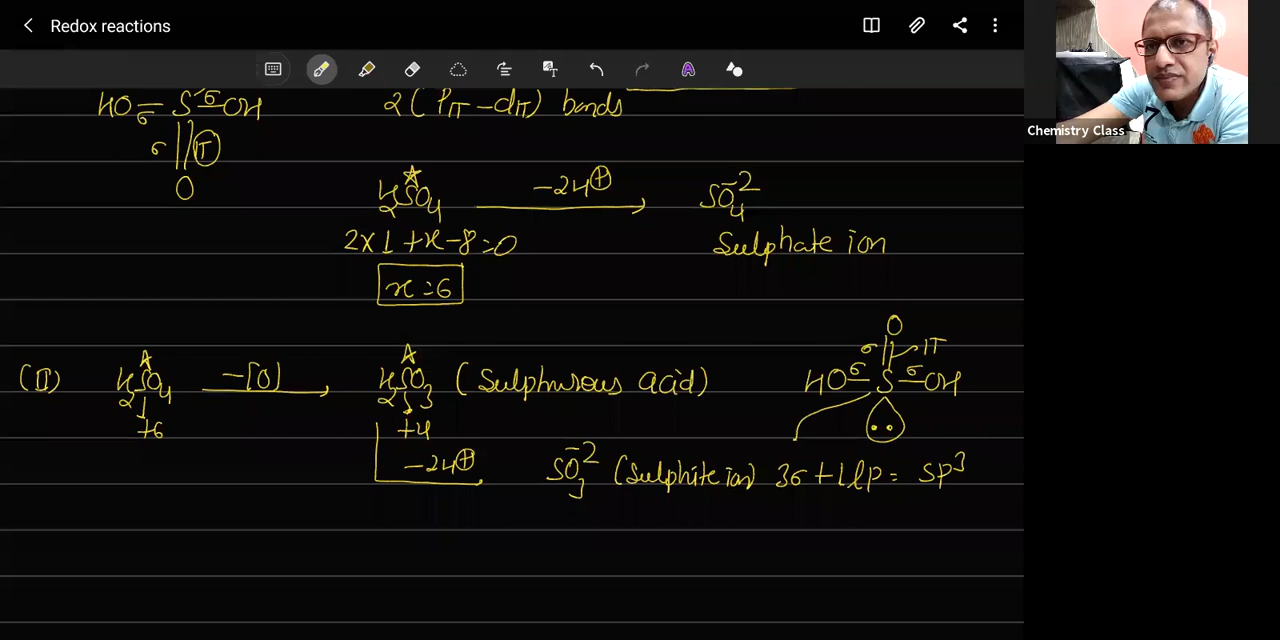 Redox reactions
Chemistry Class
HO σ S σ OH
σ π
O
2(pπ-dπ) bonds
H2SO4 -2H⊕ SO4-2
2×1+x-8=0
Sulphate ion
x=6
(II) H2SO4 -[O] H2SO3 (Sulphurous acid)
+6
+4
O
σ π
HO σ S σ OH
-2H⊕ SO3-2 (Sulphite ion) 3σ+1lp = sp3